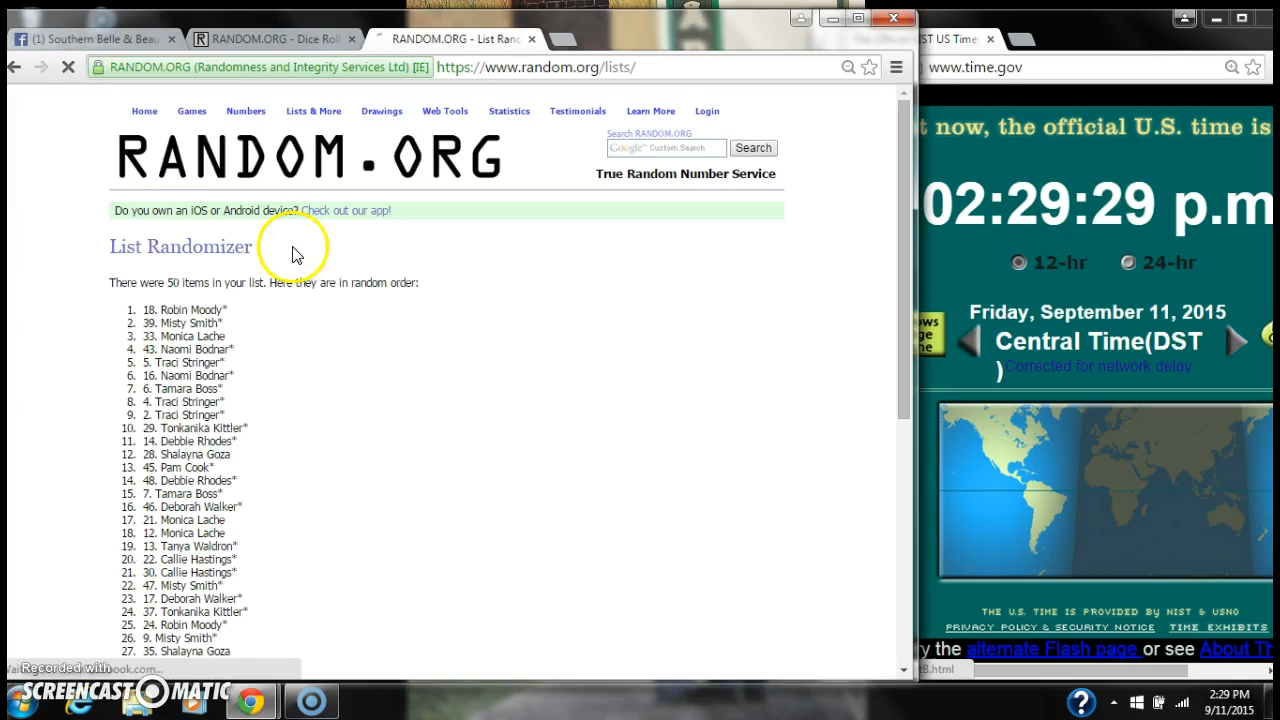 (1) Southern Belle & Beau
RANDOM.ORG - Dice Roll
RANDOM.ORG - List Ran
IST US Time
RANDOM.ORG (Randomness and Integrity Services Ltd) [IE]
https://www.random.org/lists/
www.time.gov
Home Games Numbers Lists & More Drawings Web Tools Statistics Testimonials Learn More Login
RANDOM.ORG
Search RANDOM.ORG
Google™ Custom Search
Search
True Random Number Service
Do you own an iOS or Android device? Check out our app!
List Randomizer
There were 50 items in your list. Here they are in random order:
1. 18. Robin Moody*
2. 39. Misty Smith*
3. 33. Monica Lache
4. 43. Naomi Bodnar*
5. 5. Traci Stringer*
6. 16. Naomi Bodnar*
7. 6. Tamara Boss*
8. 4. Traci Stringer*
9. 2. Traci Stringer*
10. 29. Tonkanika Kittler*
11. 14. Debbie Rhodes*
12. 28. Shalayna Goza
13. 45. Pam Cook*
14. 48. Debbie Rhodes*
15. 7. Tamara Boss*
16. 46. Deborah Walker*
17. 21. Monica Lache
18. 12. Monica Lache
19. 13. Tanya Waldron*
20. 22. Callie Hastings*
21. 30. Callie Hastings*
22. 47. Misty Smith*
23. 17. Deborah Walker*
24. 37. Tonkanika Kittler*
25. 24. Robin Moody*
26. 9. Misty Smith*
27. 35. Shalayna Goza
t now, the official U.S. time is
02:29:29 p.m
12-hr 24-hr
Friday, September 11, 2015
Central Time(DST
)
Corrected for network delay
THE U.S. TIME IS PROVIDED BY NIST & USNO
PRIVACY POLICY & SECURITY NOTICE TIME EXHIBITS
ry the alternate Flash page or see About Th
Recorded with
SCREENCAST MATIC
2:29 PM
9/11/2015